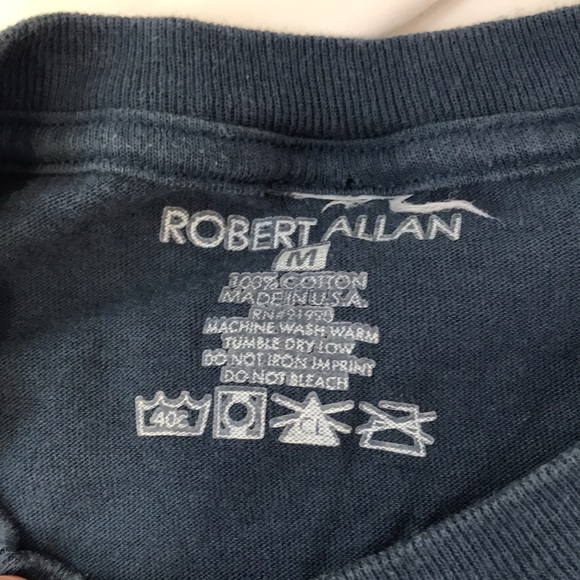 ROBERT ALLAN
M
100% COTTON
MADE IN U.S.A.
MACHINE WASH WARM
TUMBLE DRY LOW
DO NOT IRON IMPRINT
DO NOT BLEACH
CL